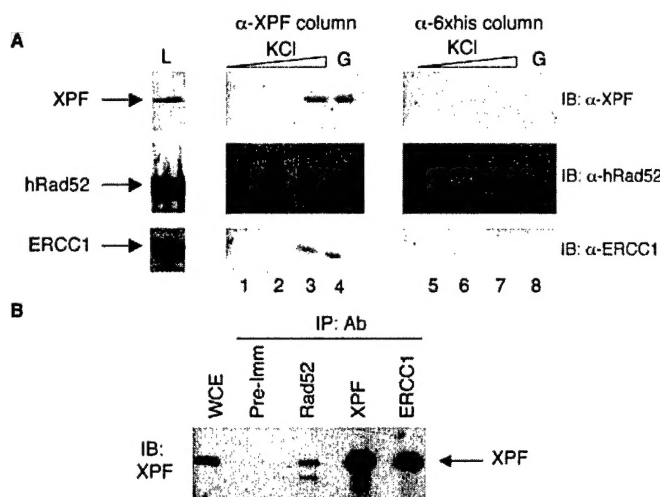 A
α-XPF column
α-6xhis column
L
KCl
G
KCl
G
XPF
IB: α-XPF
hRad52
IB: α-hRad52
ERCC1
IB: α-ERCC1
1 2 3 4 5 6 7 8
B
IP: Ab
WCE
Pre-Imm
Rad52
XPF
ERCC1
IB:
XPF
XPF